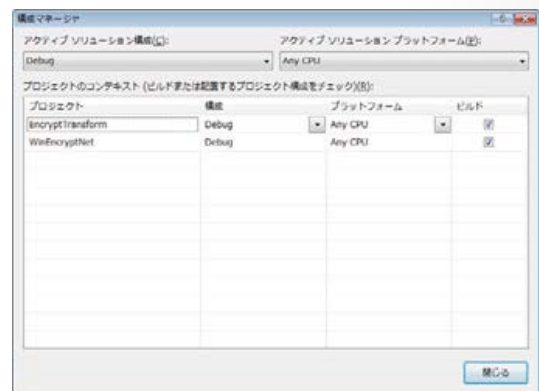 構成マネージャ
アクティブ ソリューション構成(C): アクティブ ソリューション プラットフォーム(P):
Debug Any CPU
プロジェクトのコンテキスト (ビルドまたは配置するプロジェクト構成をチェック)(R):
プロジェクト 構成 プラットフォーム ビルド
EncryptTransform Debug Any CPU
WinEncryptNet Debug Any CPU
閉じる